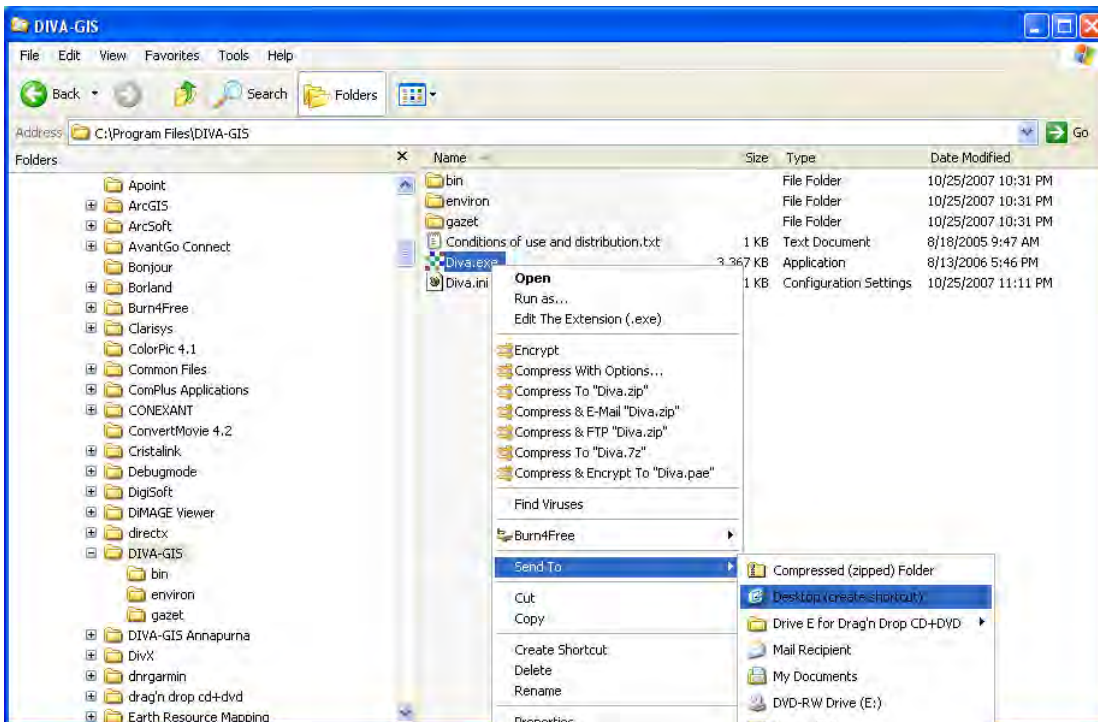 DIVA-GIS
File Edit View Favorites Tools Help
Back Search Folders
Address C:\Program Files\DIVA-GIS Go
Folders
Name Size Type Date Modified
Apoint
ArcGIS
ArcSoft
AvantGo Connect
Bonjour
Borland
Burn4Free
Clarisys
ColorPic 4.1
Common Files
ComPlus Applications
CONEXANT
ConvertMovie 4.2
Cristalink
Debugmode
DigiSoft
DiMAGE Viewer
directx
DIVA-GIS
bin
environ
gazet
DIVA-GIS Annapurna
DivX
dnrgarmin
drag'n drop cd+dvd
Earth Resource Mapping
bin File Folder 10/25/2007 10:31 PM
environ File Folder 10/25/2007 10:31 PM
gazet File Folder 10/25/2007 10:31 PM
Conditions of use and distribution.txt 1 KB Text Document 8/18/2005 9:47 AM
Diva.exe 3,367 KB Application 8/13/2006 5:46 PM
Diva.ini 1 KB Configuration Settings 10/25/2007 11:11 PM
Open
Run as...
Edit The Extension (.exe)
Encrypt
Compress With Options...
Compress To "Diva.zip"
Compress & E-Mail "Diva.zip"
Compress & FTP "Diva.zip"
Compress To "Diva.7z"
Compress & Encrypt To "Diva.pae"
Find Viruses
Burn4Free
Send To
Cut
Copy
Create Shortcut
Delete
Rename
Properties
Compressed (zipped) Folder
Desktop (create shortcut)
Drive E for Drag'n Drop CD+DVD
Mail Recipient
My Documents
DVD-RW Drive (E:)